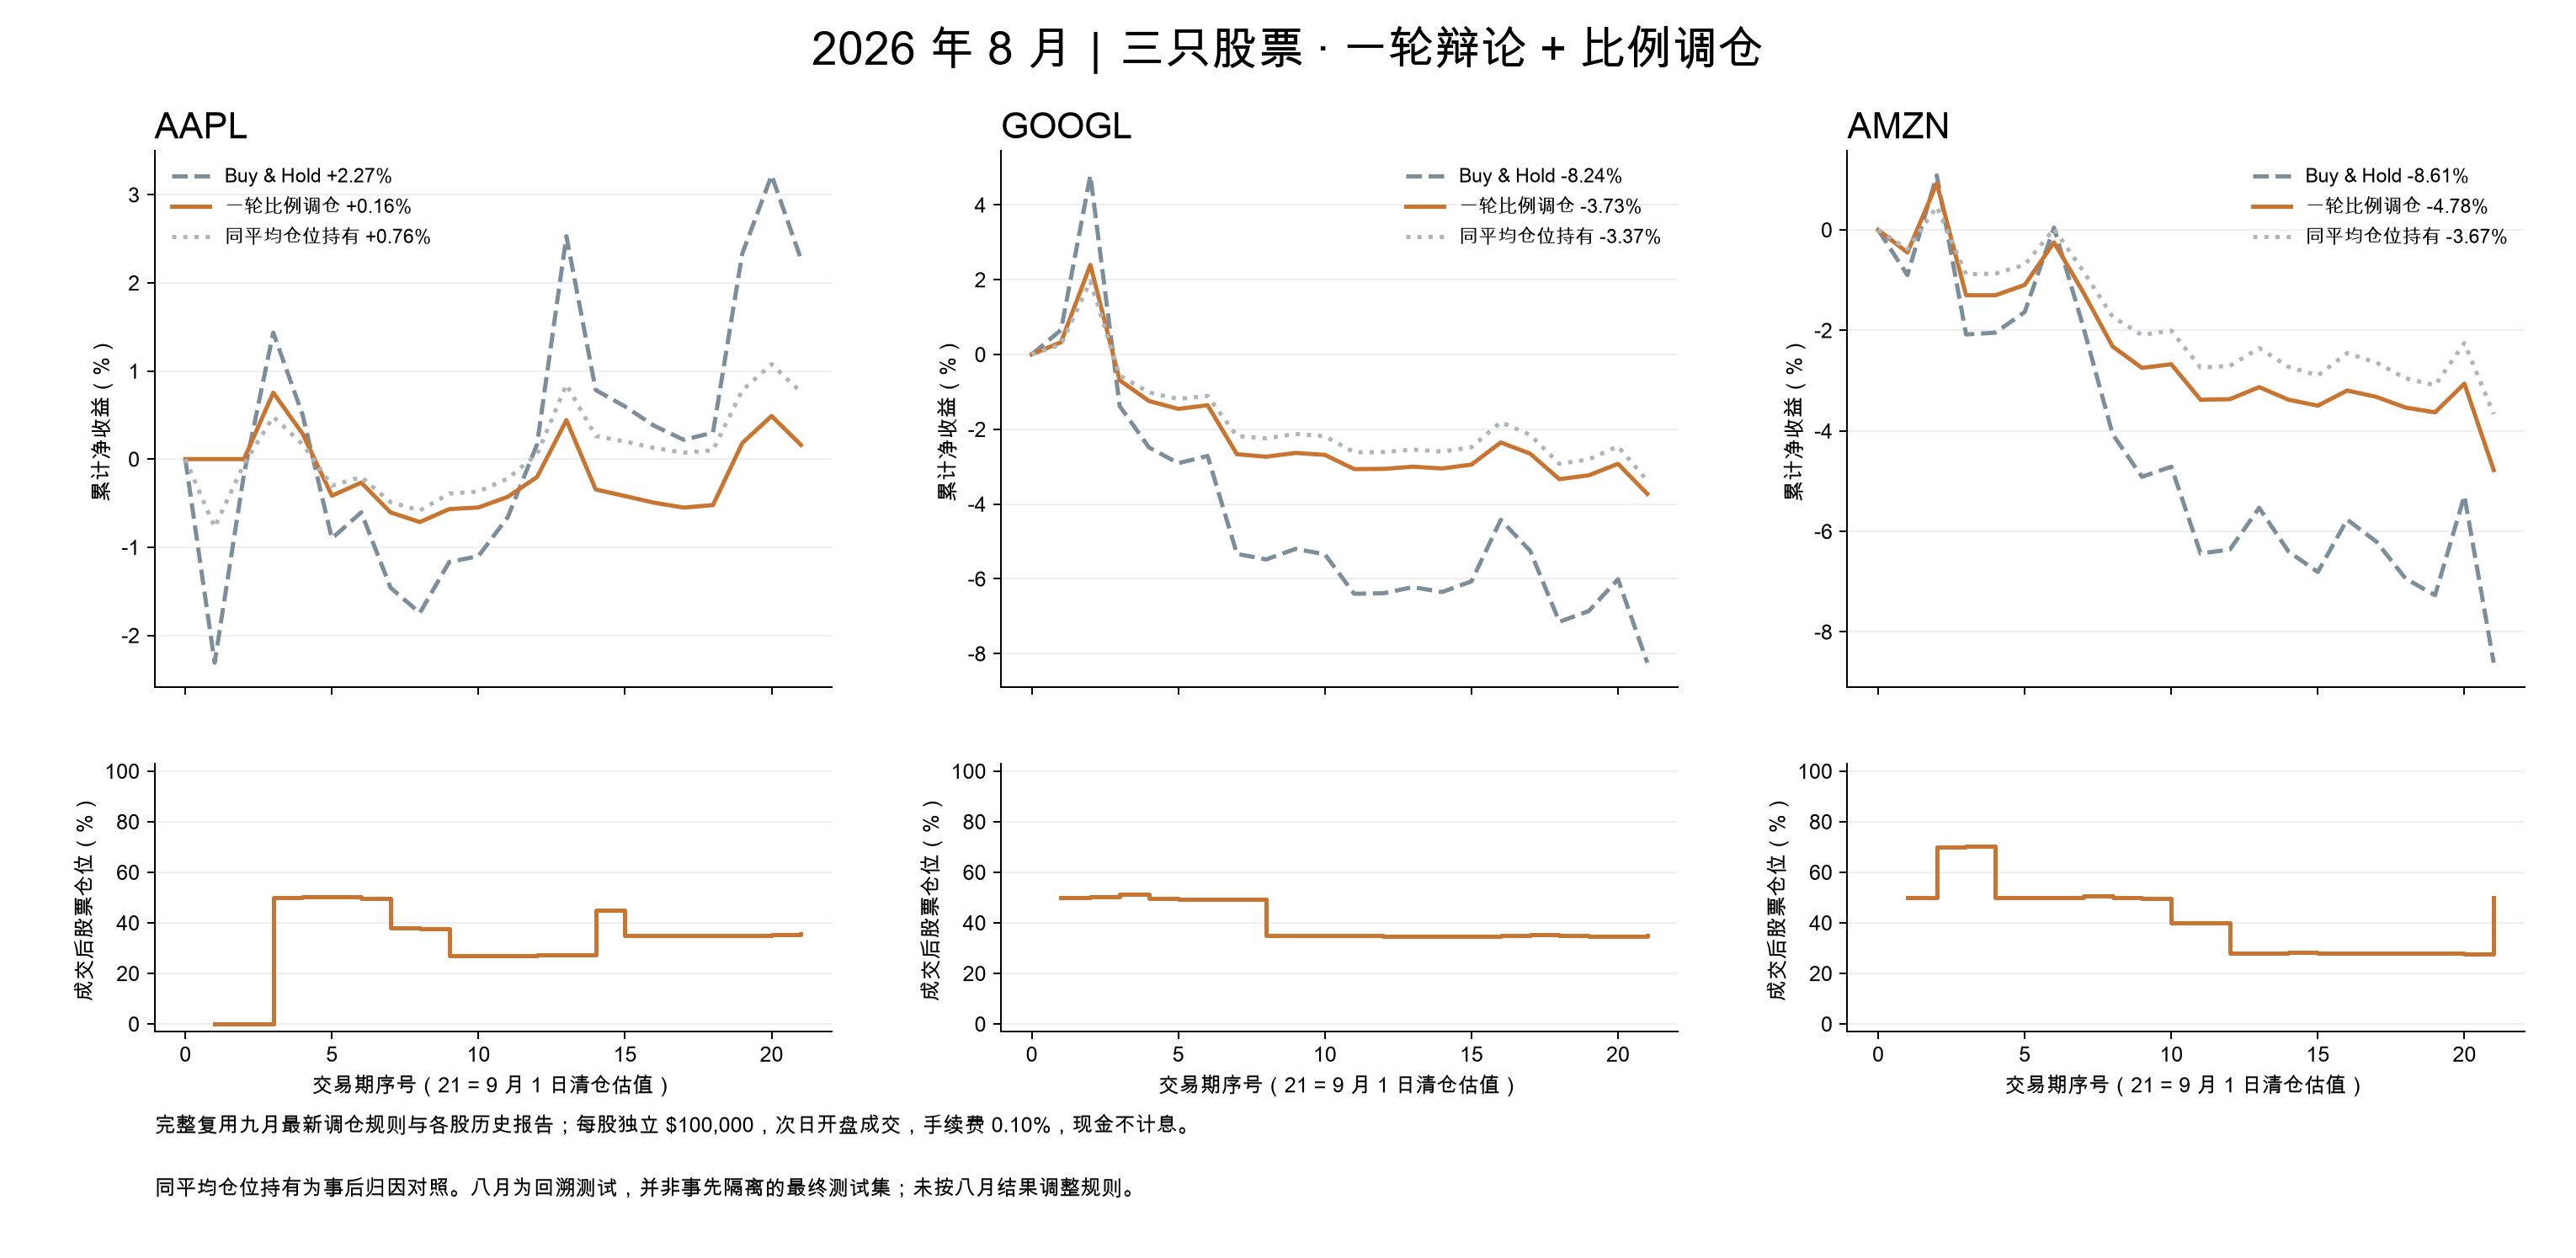 2026 年 8 月 | 三只股票 · 一轮辩论 + 比例调仓
AAPL
Buy & Hold +2.27%
一轮比例调仓 +0.16%
同平均仓位持有 +0.76%
累计净收益（%）
3
2
1
0
-1
-2
GOOGL
Buy & Hold -8.24%
一轮比例调仓 -3.73%
同平均仓位持有 -3.37%
累计净收益（%）
4
2
0
-2
-4
-6
-8
AMZN
Buy & Hold -8.61%
一轮比例调仓 -4.78%
同平均仓位持有 -3.67%
累计净收益（%）
0
-2
-4
-6
-8
成交后股票仓位（%）
100
80
60
40
20
0
0 5 10 15 20
交易期序号（21 = 9 月 1 日清仓估值）
成交后股票仓位（%）
100
80
60
40
20
0
0 5 10 15 20
交易期序号（21 = 9 月 1 日清仓估值）
成交后股票仓位（%）
100
80
60
40
20
0
0 5 10 15 20
交易期序号（21 = 9 月 1 日清仓估值）
完整复用九月最新调仓规则与各股历史报告；每股独立 $100,000，次日开盘成交，手续费 0.10%，现金不计息。
同平均仓位持有为事后归因对照。八月为回溯测试，并非事先隔离的最终测试集；未按八月结果调整规则。